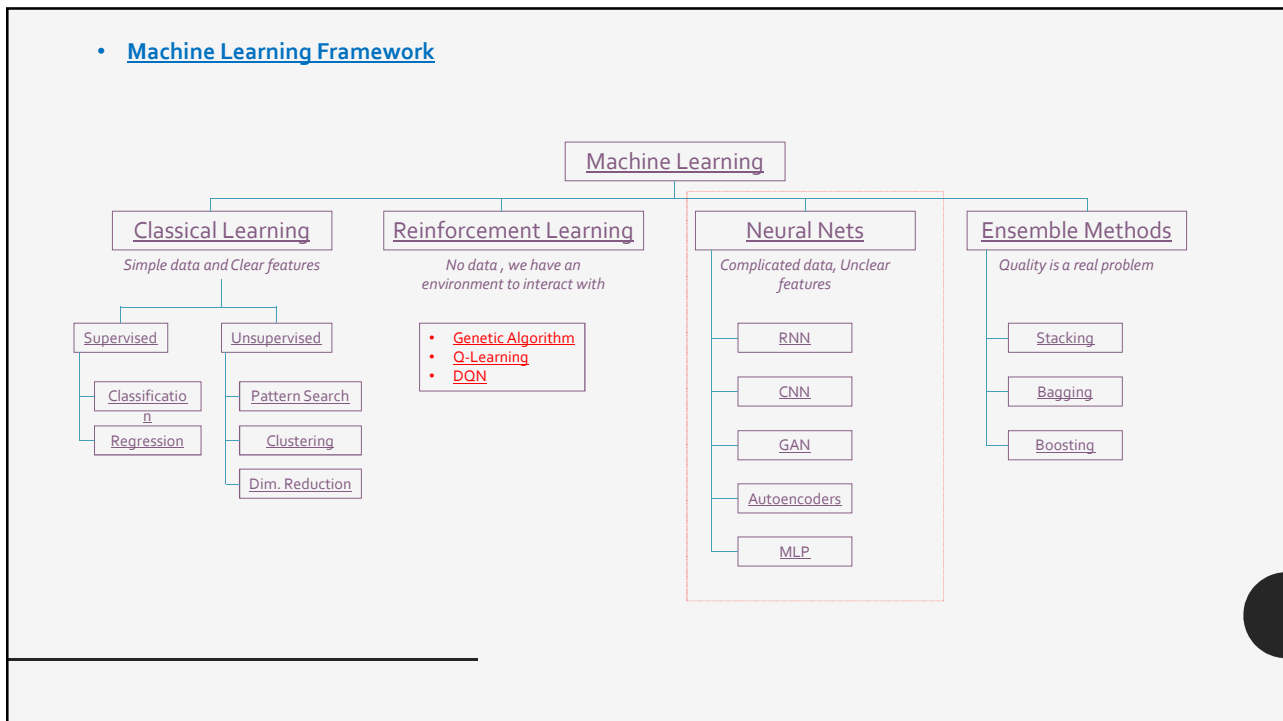 • Machine Learning Framework
Machine Learning
Classical Learning
Simple data and Clear features
Supervised
Classificatio
n
Regression
Unsupervised
Pattern Search
Clustering
Dim. Reduction
Reinforcement Learning
No data , we have an
environment to interact with
• Genetic Algorithm
• Q-Learning
• DQN
Neural Nets
Complicated data, Unclear
features
RNN
CNN
GAN
Autoencoders
MLP
Ensemble Methods
Quality is a real problem
Stacking
Bagging
Boosting